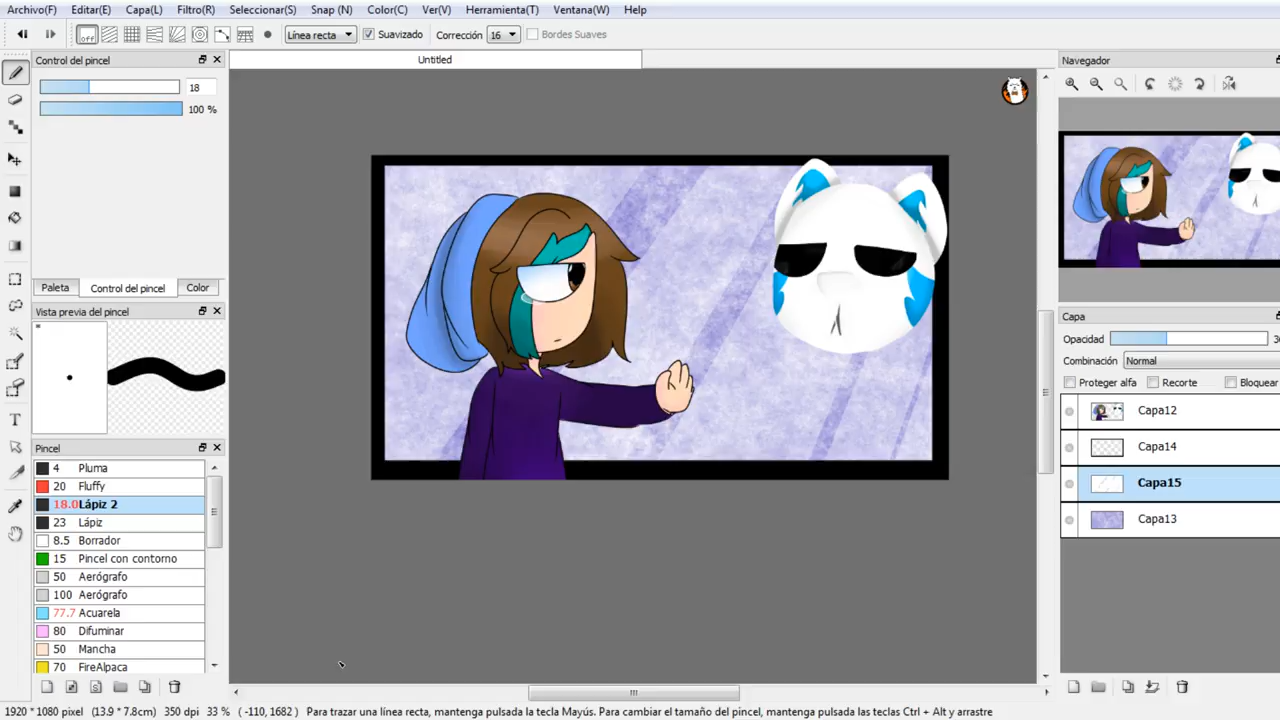 Archivo(F) Editar(E) Capa(L) Filtro(R) Seleccionar(S) Snap (N) Color(C) Ver(V) Herramienta(T) Ventana(W) Help
Off Línea recta Suavizado Corrección 16 Bordes Suaves
Control del pincel
Untitled
Navegador
18
100 %
Paleta Control del pincel Color
Vista previa del pincel
Capa
Opacidad
Combinación Normal
Proteger alfa Recorte Bloquear
Capa12
Capa14
Capa15
Capa13
Pincel
4 Pluma
20 Fluffy
18.0 Lápiz 2
23 Lápiz
8.5 Borrador
15 Pincel con contorno
50 Aerógrafo
100 Aerógrafo
77.7 Acuarela
80 Difuminar
50 Mancha
70 FireAlpaca
1920 * 1080 pixel (13.9 * 7.8cm) 350 dpi 33 % ( -110, 1682 ) Para trazar una línea recta, mantenga pulsada la tecla Mayús. Para cambiar el tamaño del pincel, mantenga pulsadas las teclas Ctrl + Alt y arrastre